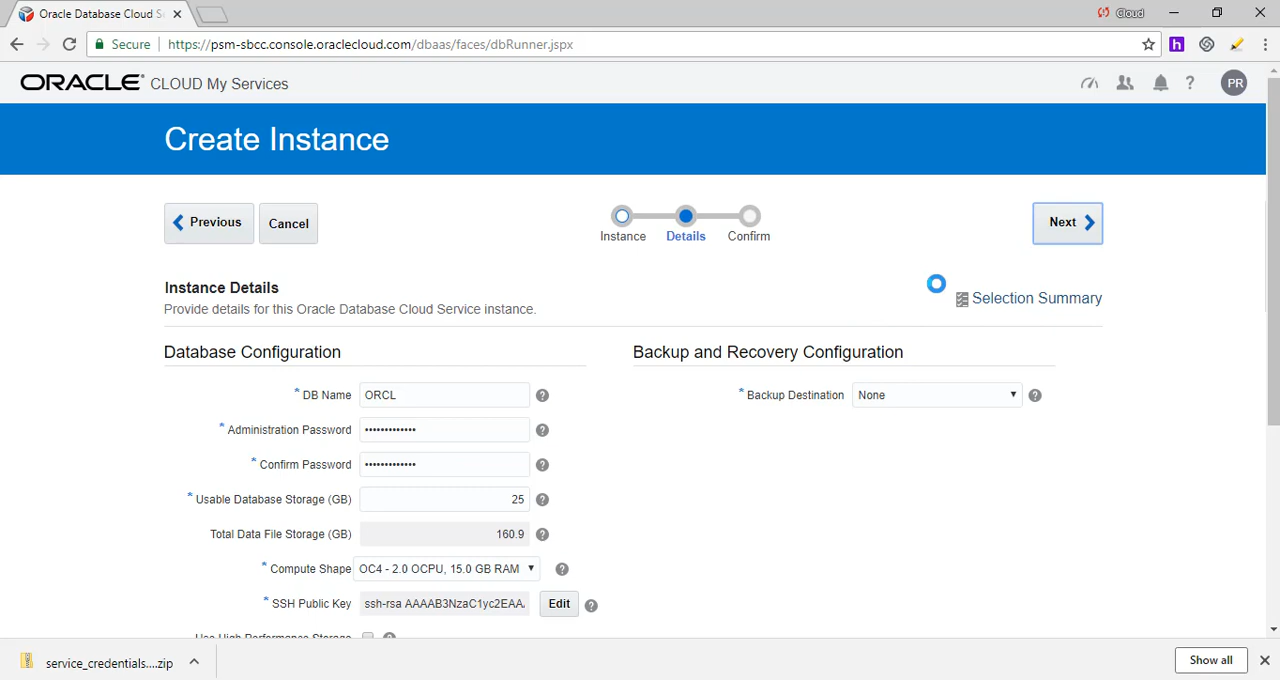 Oracle Database Cloud S
Cloud
Secure
https://psm-sbcc.console.oraclecloud.com/dbaas/faces/dbRunner.jspx
h
ORACLE® CLOUD My Services
?
PR
Create Instance
Previous
Cancel
Instance
Details
Confirm
Next
Instance Details
Provide details for this Oracle Database Cloud Service instance.
Selection Summary
Database Configuration
Backup and Recovery Configuration
* DB Name ORCL ?
* Backup Destination None ?
* Administration Password ••••••••••••• ?
* Confirm Password ••••••••••••• ?
* Usable Database Storage (GB) 25 ?
Total Data File Storage (GB) 160.9 ?
* Compute Shape OC4 - 2.0 OCPU, 15.0 GB RAM ?
* SSH Public Key ssh-rsa AAAAB3NzaC1yc2EAA Edit ?
Use High Performance Storage ?
service_credentials....zip
Show all